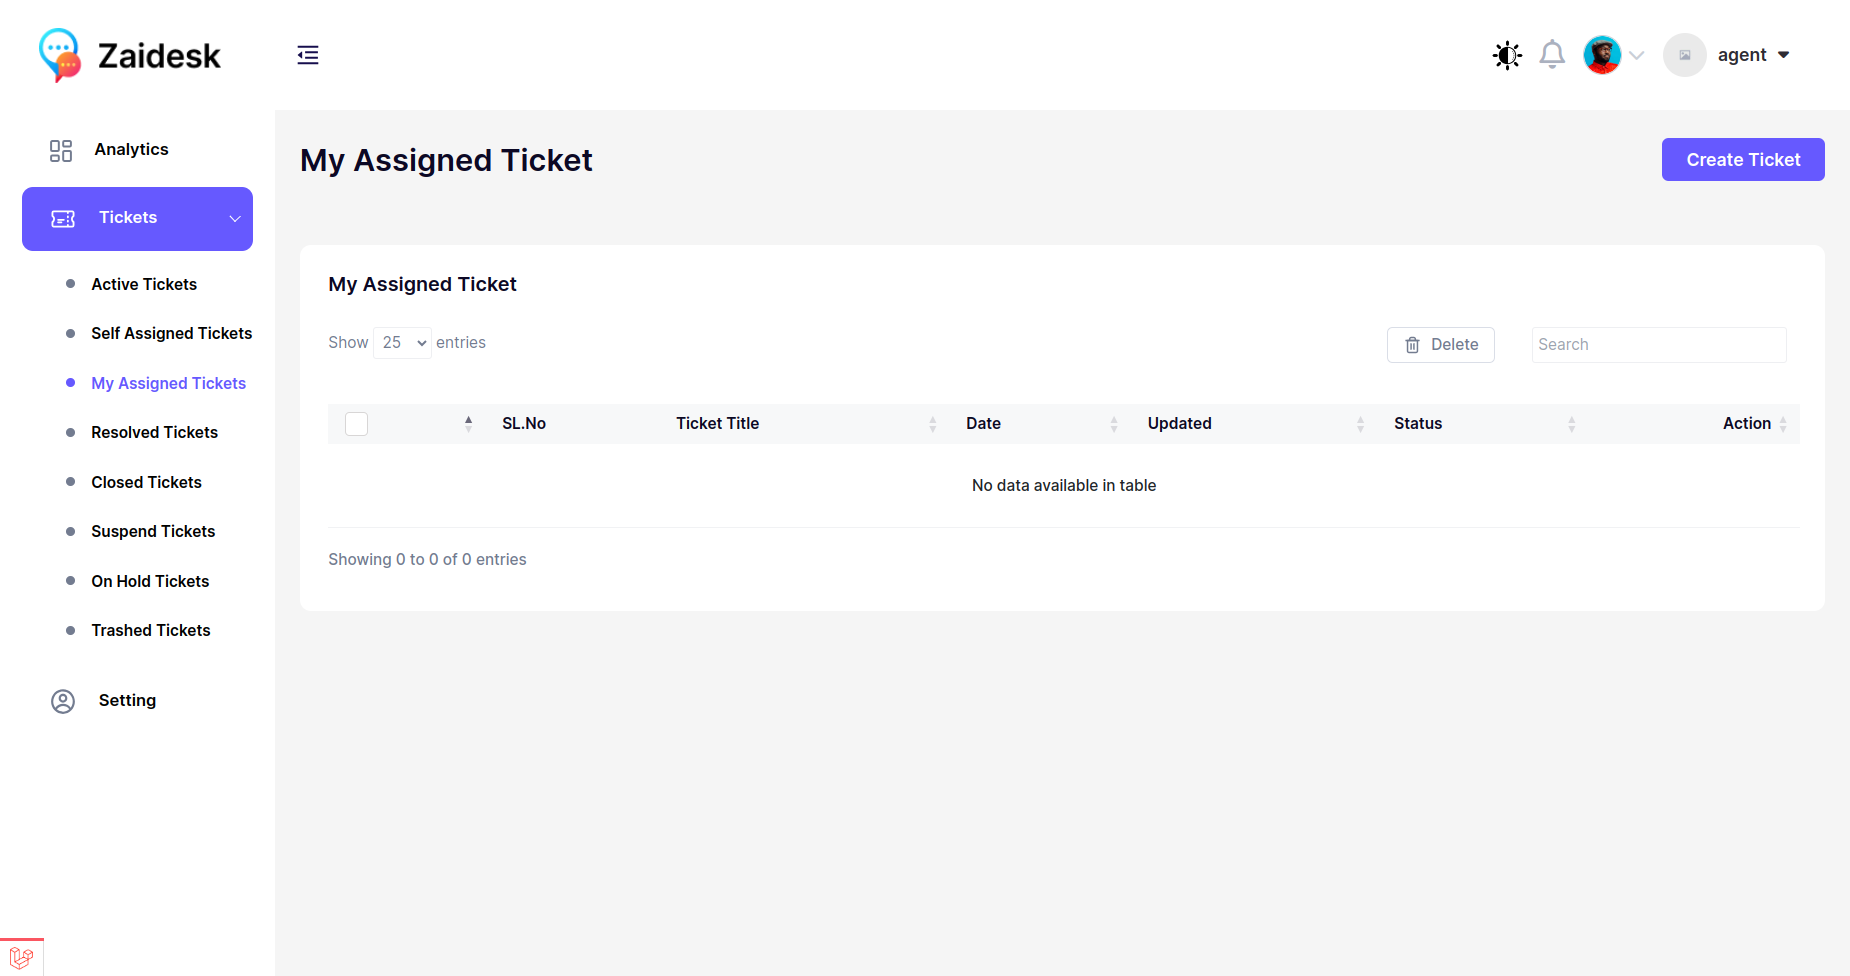 Zaidesk
agent
Analytics
Tickets
Active Tickets
Self Assigned Tickets
My Assigned Tickets
Resolved Tickets
Closed Tickets
Suspend Tickets
On Hold Tickets
Trashed Tickets
Setting
My Assigned Ticket
Create Ticket
My Assigned Ticket
Show 25 entries
Delete
Search
SL.No Ticket Title Date Updated Status Action
No data available in table
Showing 0 to 0 of 0 entries